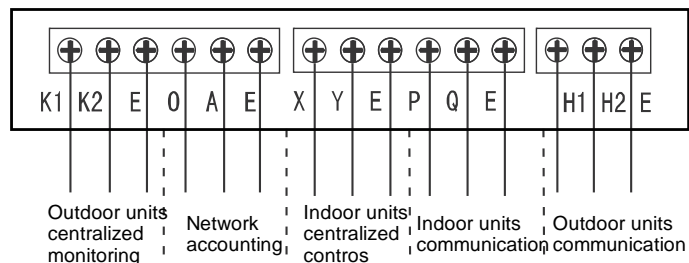 K1 K2 E O A E X Y E P Q E H1 H2 E
Outdoor units
centralized
monitoring
Network
accounting
Indoor units
centralized
contros
Indoor units
communication
Outdoor units
communication